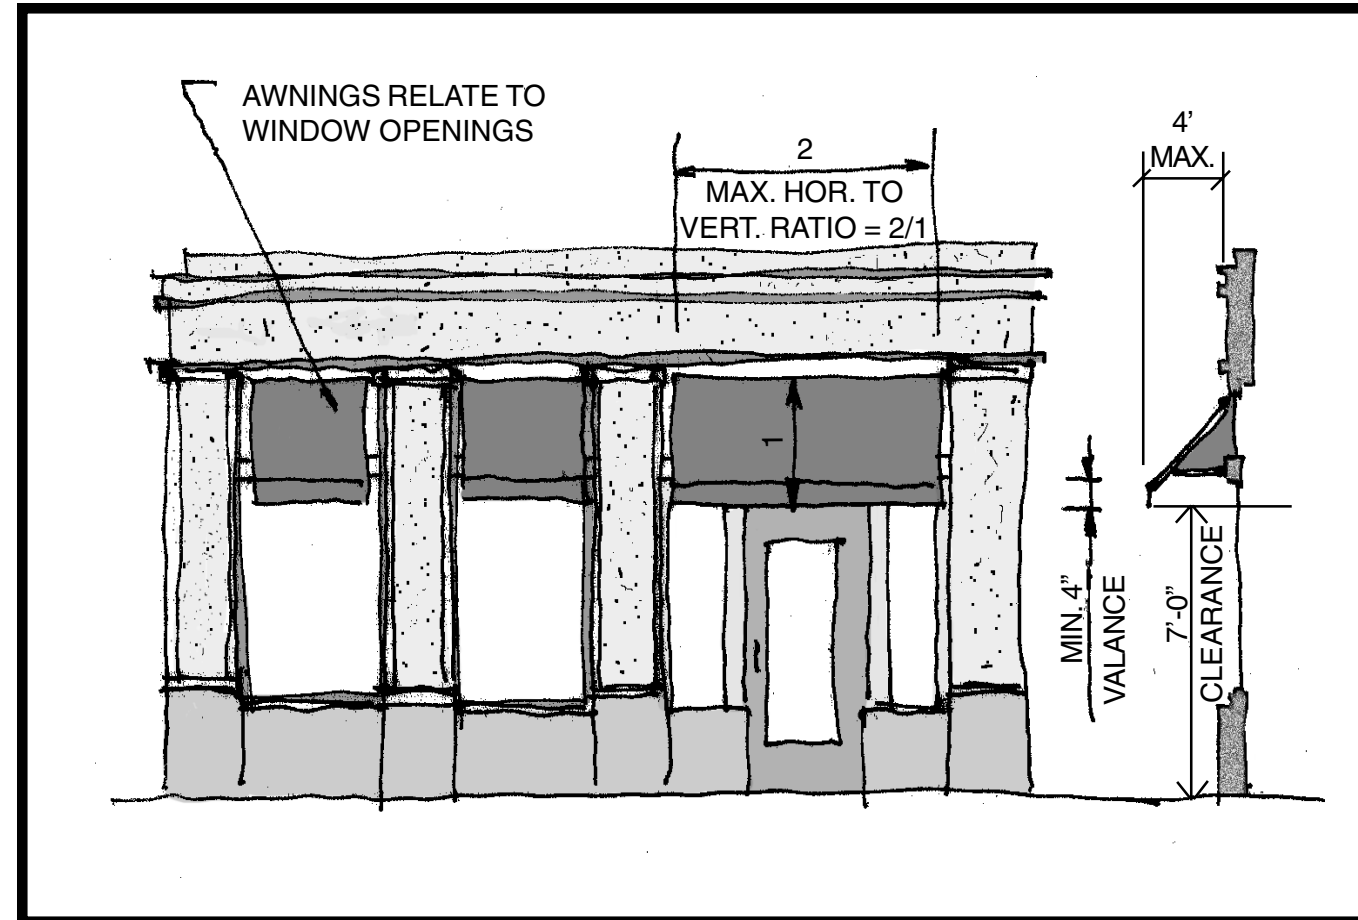 AWNINGS RELATE TO
WINDOW OPENINGS
2
MAX. HOR. TO
VERT. RATIO = 2/1
4’
MAX.
1
MIN. 4”
VALANCE
7’-0”
CLEARANCE